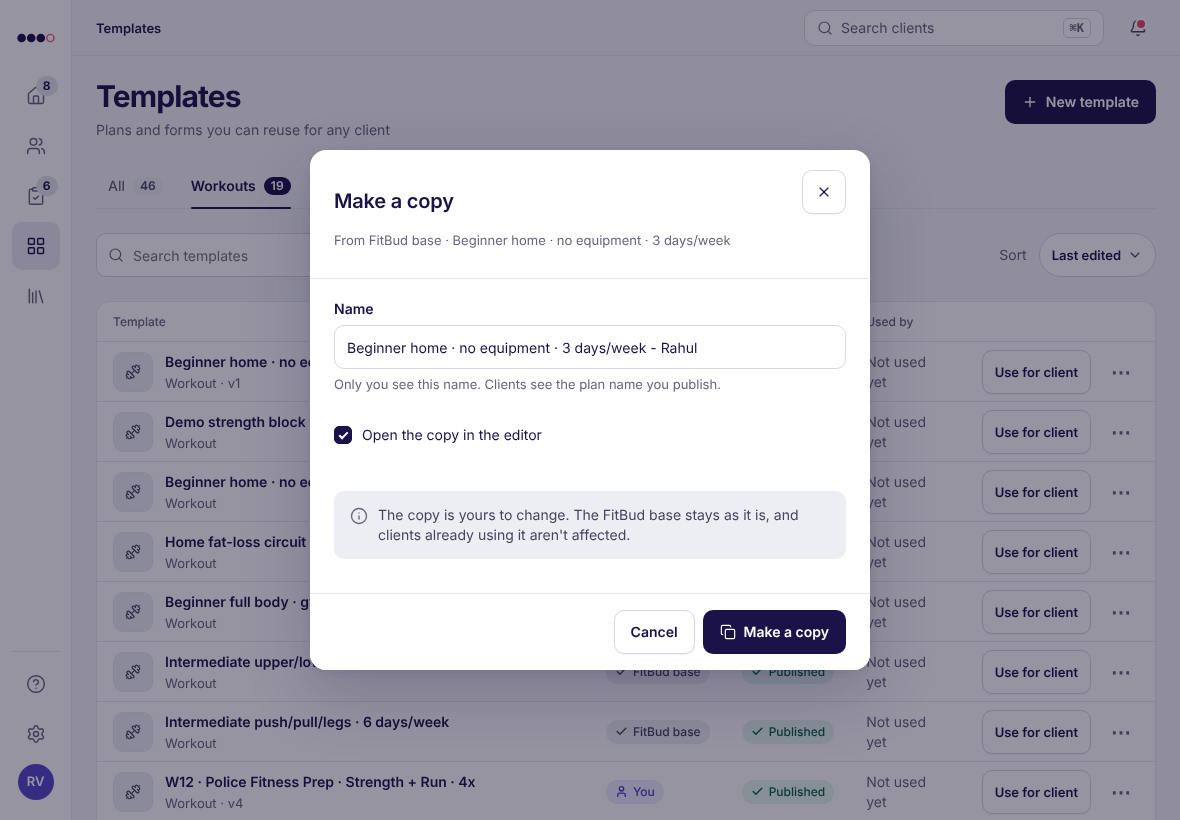 Templates
Search clients
⌘K
8
6
Templates
Plans and forms you can reuse for any client
New template
All 46
Workouts 19
Search templates
Sort
Last edited
Make a copy
From FitBud base · Beginner home · no equipment · 3 days/week
Name
Beginner home · no equipment · 3 days/week - Rahul
Only you see this name. Clients see the plan name you publish.
Open the copy in the editor
The copy is yours to change. The FitBud base stays as it is, and
clients already using it aren't affected.
Cancel
Make a copy
Template
Used by
Beginner home · no
Workout · v1
Not used
yet
Use for client
Demo strength block
Workout
Not used
yet
Use for client
Beginner home · no
Workout
Not used
yet
Use for client
Home fat-loss circuit
Workout
Not used
yet
Use for client
Beginner full body ·
Workout
Not used
yet
Use for client
Intermediate
Workout
FitBud base
Published
Not used
yet
Use for client
Intermediate push/pull/legs · 6 days/week
Workout
FitBud base
Published
Not used
yet
Use for client
W12 · Police Fitness Prep · Strength + Run · 4x
Workout · v4
You
Published
Not used
yet
Use for client
RV